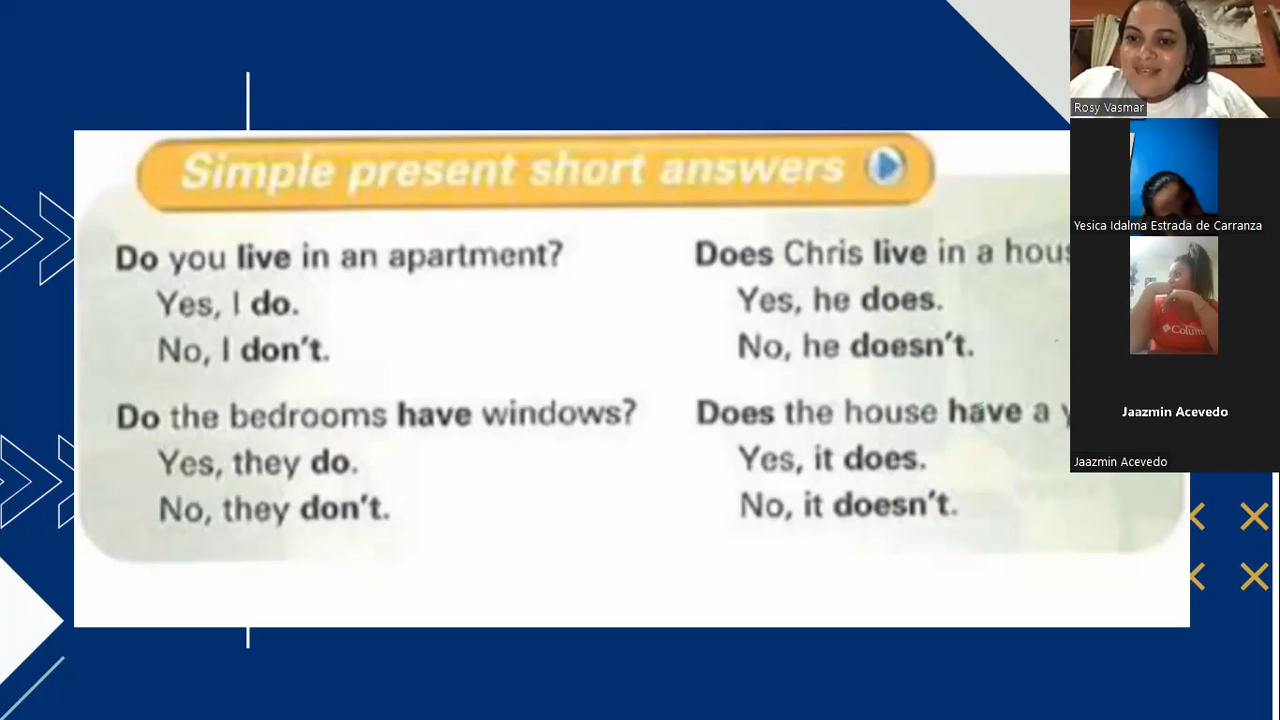 Simple present short answers
Do you live in an apartment?
Yes, I do.
No, I don't.
Do the bedrooms have windows?
Yes, they do.
No, they don't.
Does Chris live in a
Yes, he does.
No, he doesn't.
Does the house have a
Yes, it does.
No, it doesn't.
Rosy Vasmar
Yesica Idalma Estrada de Carranza
Colum
Jaazmin Acevedo
Jaazmin Acevedo